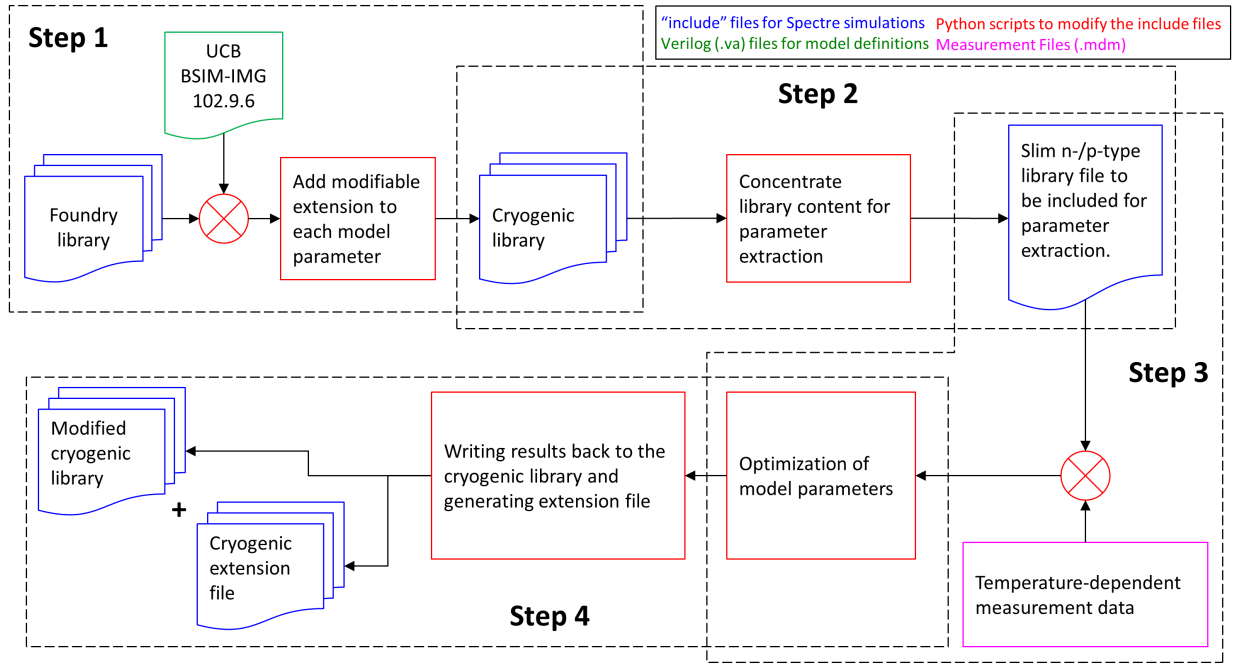 Step 1
UCB
BSIM-IMG
102.9.6
"include" files for Spectre simulations
Python scripts to modify the include files
Verilog (.va) files for model definitions
Measurement Files (.mdm)
Step 2
Foundry
library
Add modifiable
extension to
each model
parameter
Cryogenic
library
Concentrate
library content for
parameter
extraction
Slim n-/p-type
library file to
be included for
parameter
extraction.
Step 3
Modified
cryogenic
library
+
Cryogenic
extension
file
Writing results back to the
cryogenic library and
generating extension file
Optimization of
model parameters
Temperature-dependent
measurement data
Step 4